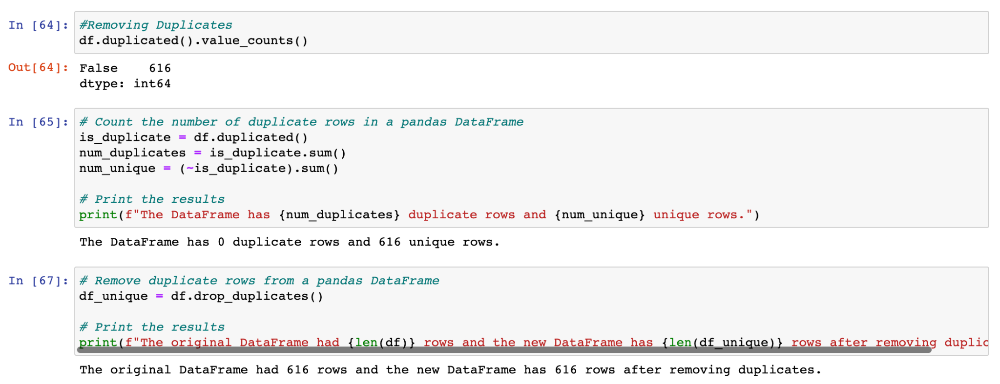 In [64]: #Removing Duplicates
df.duplicated().value_counts()
Out[64]: False    616
dtype: int64
In [65]: # Count the number of duplicate rows in a pandas DataFrame
is_duplicate = df.duplicated()
num_duplicates = is_duplicate.sum()
num_unique = (~is_duplicate).sum()
# Print the results
print(f"The DataFrame has {num_duplicates} duplicate rows and {num_unique} unique rows.")
The DataFrame has 0 duplicate rows and 616 unique rows.
In [67]: # Remove duplicate rows from a pandas DataFrame
df_unique = df.drop_duplicates()
# Print the results
print(f"The original DataFrame had {len(df)} rows and the new DataFrame has {len(df_unique)} rows after removing duplic
The original DataFrame had 616 rows and the new DataFrame has 616 rows after removing duplicates.